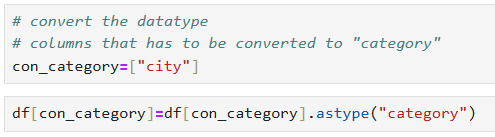 # convert the datatype
# columns that has to be converted to "category"
con_category=["city"]
df[con_category]=df[con_category].astype("category")